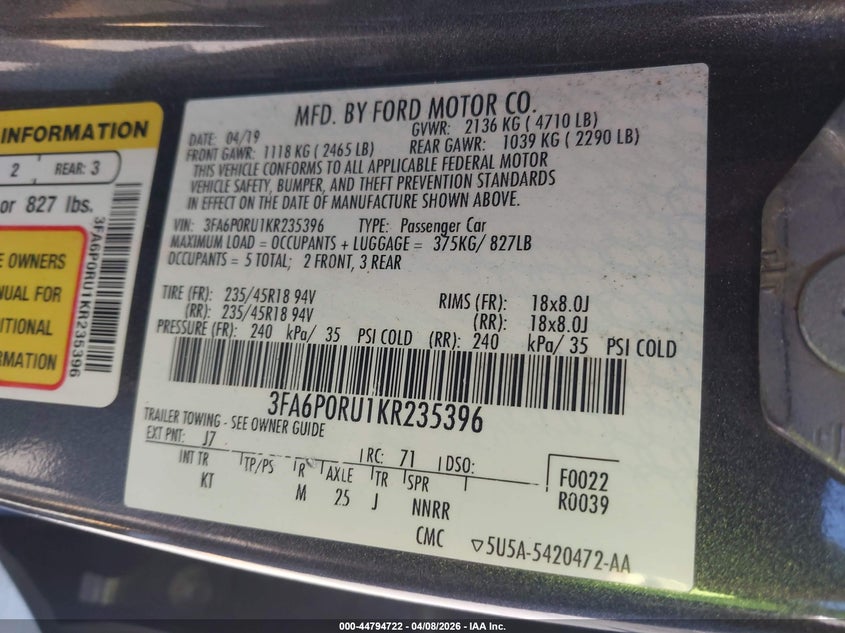 INFORMATION
2 REAR: 3
or 827 lbs.
E OWNERS
NUAL FOR
ITIONAL
RMATION
3FA6P0RU1KR235396
MFD. BY FORD MOTOR CO.
DATE: 04/19 GVWR: 2136 KG ( 4710 LB)
FRONT GAWR: 1118 KG ( 2465 LB) REAR GAWR: 1039 KG ( 2290 LB)
THIS VEHICLE CONFORMS TO ALL APPLICABLE FEDERAL MOTOR
VEHICLE SAFETY, BUMPER, AND THEFT PREVENTION STANDARDS
IN EFFECT ON THE DATE OF MANUFACTURE SHOWN ABOVE.
VIN: 3FA6P0RU1KR235396 TYPE: Passenger Car
MAXIMUM LOAD = OCCUPANTS + LUGGAGE = 375KG/ 827LB
OCCUPANTS = 5 TOTAL; 2 FRONT, 3 REAR
TIRE (FR): 235/45R18 94V RIMS (FR): 18x8.0J
(RR): 235/45R18 94V (RR): 18x8.0J
PRESSURE (FR): 240 kPa/ 35 PSI COLD (RR): 240 kPa/ 35 PSI COLD
3FA6P0RU1KR235396
TRAILER TOWING - SEE OWNER GUIDE
EXT PNT: J7 RC: 71 DSO: F0022
INT TR TP/PS R AXLE TR SPR R0039
KT M 25 J NNRR
CMC 5U5A-5420472-AA
000-44794722 - 04/08/2026 - IAA Inc.